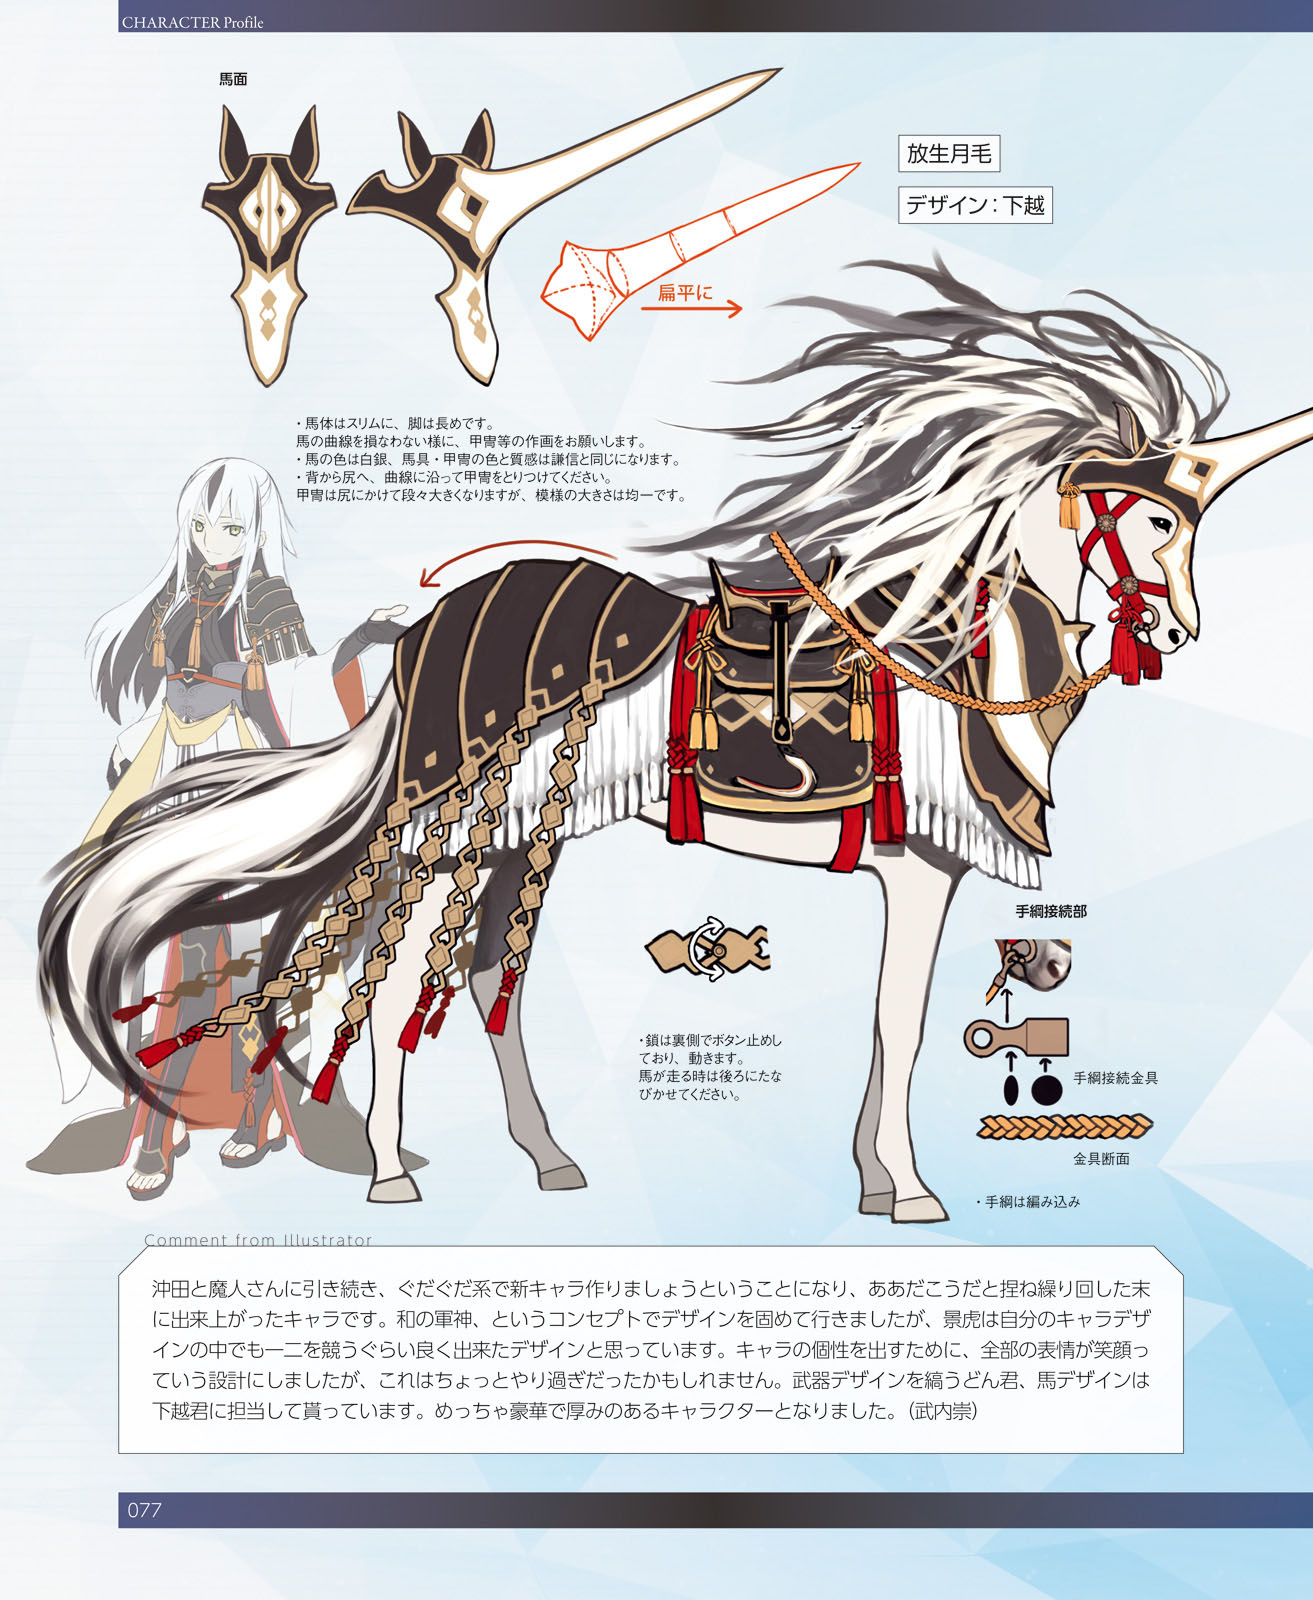 CHARACTER Profile
馬面
放生月毛
デザイン：下越
扁平に
・馬体はスリムに、脚は長めです。
馬の曲線を損なわない様に、甲冑等の作画をお願いします。
・馬の色は白銀、馬具・甲冑の色と質感は謙信と同じになります。
・背から尻へ、曲線に沿って甲冑をとりつけてください。
甲冑は尻にかけて段々大きくなりますが、模様の大きさは均一です。
手綱接続部
・鎖は裏側でボタン止めし
ており、動きます。
馬が走る時は後ろにたな
びかせてください。
手綱接続金具
金具断面
・手綱は編み込み
Comment from Illustrator
沖田と魔人さんに引き続き、ぐだぐだ系で新キャラ作りましょうということになり、ああだこうだと捏ね繰り回した末
に出来上がったキャラです。和の軍神、というコンセプトでデザインを固めて行きましたが、景虎は自分のキャラデザ
インの中でも一二を競うぐらい良く出来たデザインと思っています。キャラの個性を出すために、全部の表情が笑顔っ
ていう設計にしましたが、これはちょっとやり過ぎだったかもしれません。武器デザインを縞うどん君、馬デザインは
下越君に担当して貰っています。めっちゃ豪華で厚みのあるキャラクターとなりました。（武内崇）
077